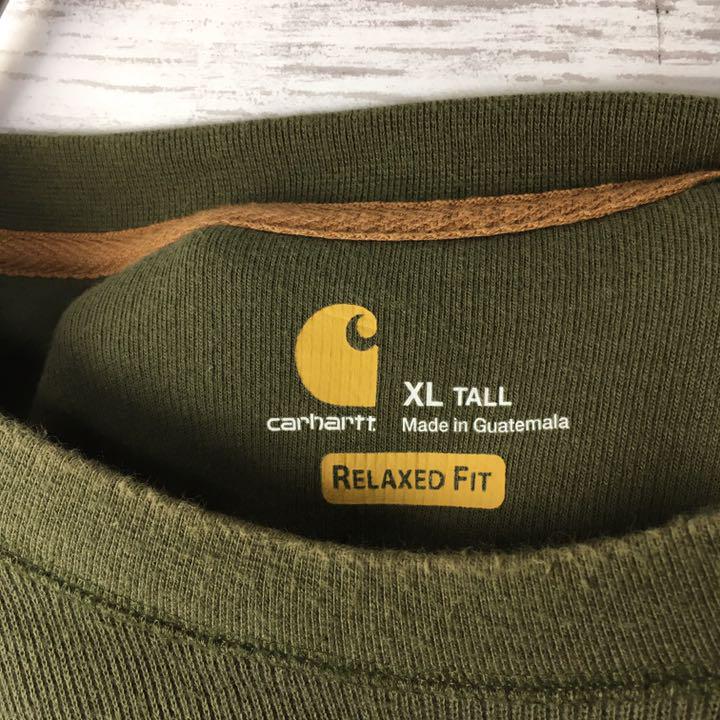 XL TALL
carhartt
Made in Guatemala
RELAXED FIT